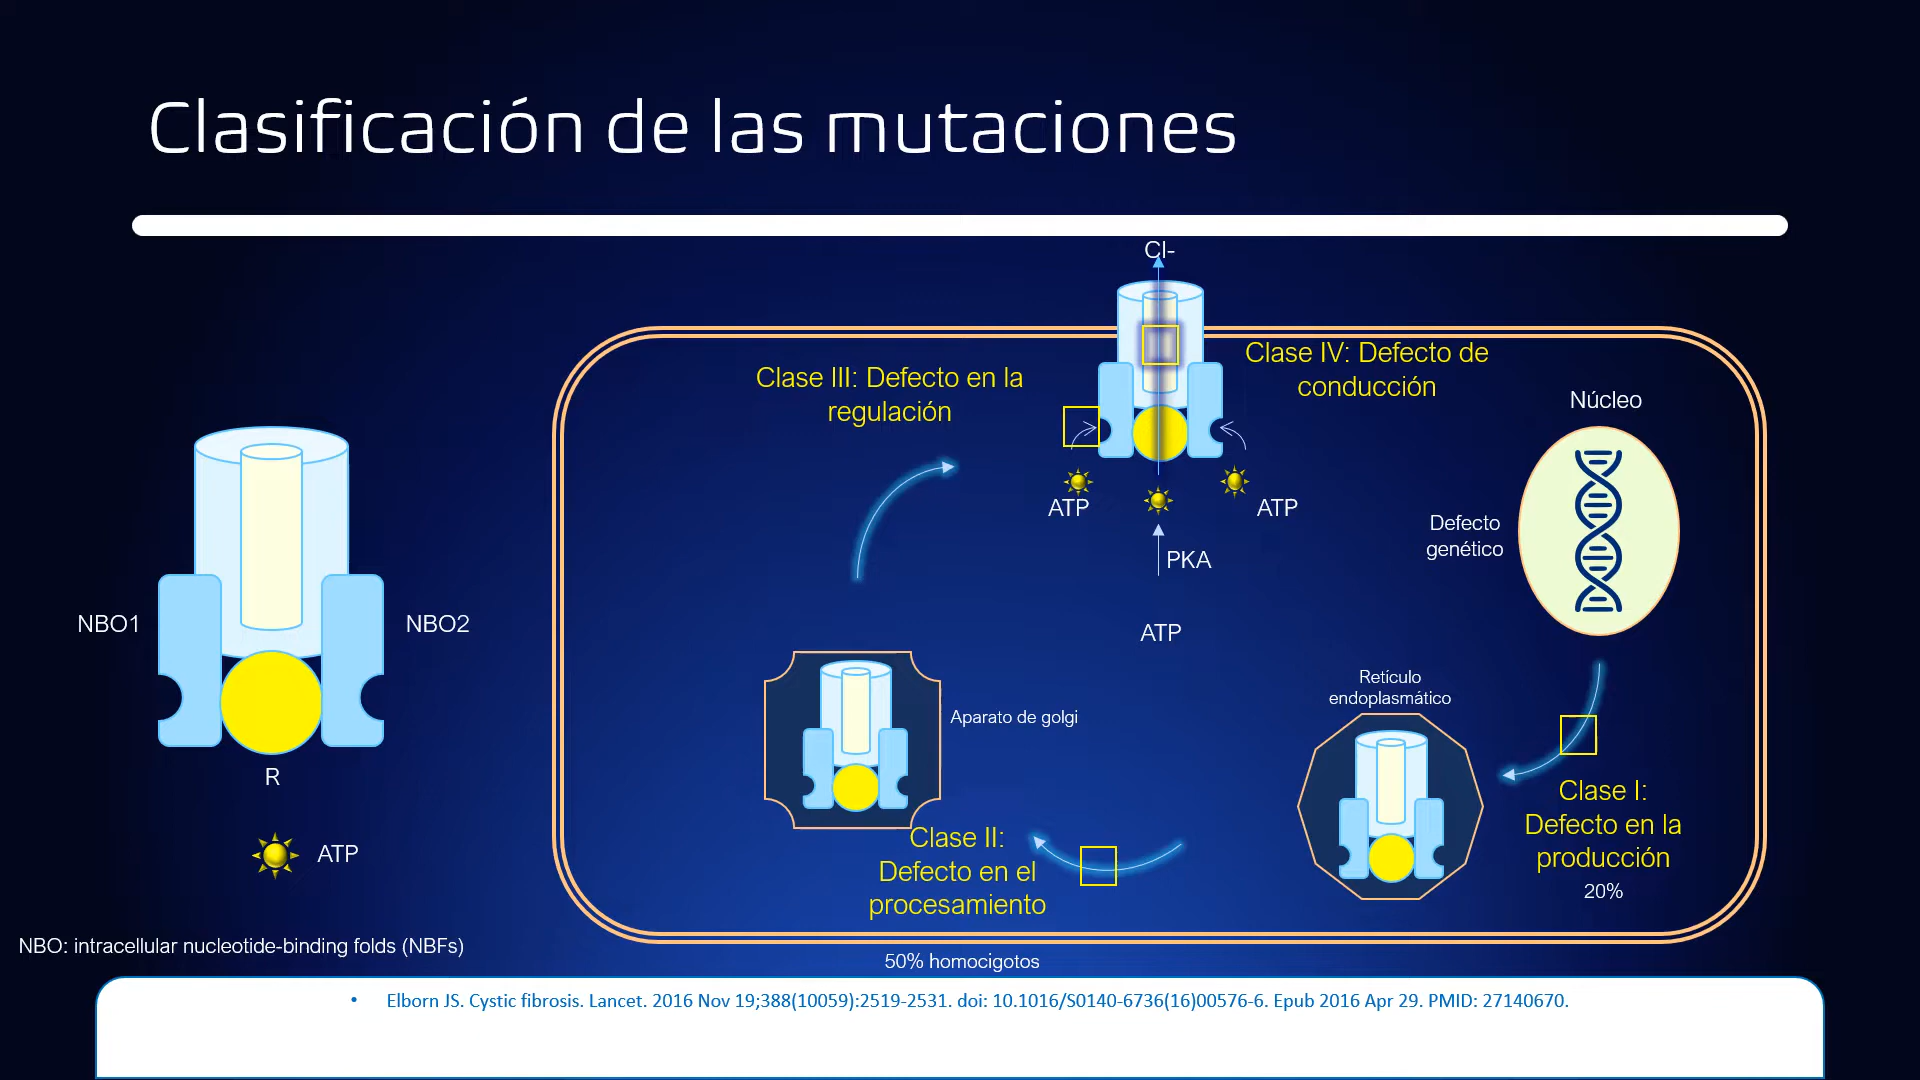 Clasificación de las mutaciones
Cl-
Clase III: Defecto en la
regulación
Clase IV: Defecto de
conducción
Núcleo
ATP
ATP
Defecto
genético
PKA
NBO1
NBO2
ATP
Retículo
endoplasmático
Aparato de golgi
R
Clase I:
Defecto en la
producción
20%
Clase II:
Defecto en el
procesamiento
ATP
NBO: intracellular nucleotide-binding folds (NBFs)
50% homocigotos
• Elborn JS. Cystic fibrosis. Lancet. 2016 Nov 19;388(10059):2519-2531. doi: 10.1016/S0140-6736(16)00576-6. Epub 2016 Apr 29. PMID: 27140670.